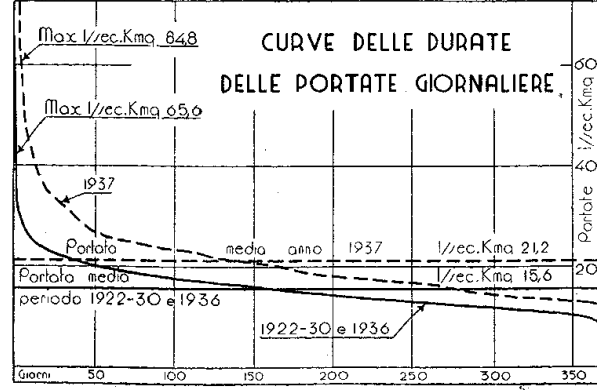 Max l/sec.Kmq 84,8
CURVE DELLE DURATE
DELLE PORTATE GIORNALIERE
Max l/sec.Kmq 65,6
1937
Portata media anno 1937 l/sec.Kmq 21,2
Portata media l/sec.Kmq 15,6
periodo 1922-30 e 1936
1922-30 e 1936
Giorni 50 100 150 200 250 300 350
60
40
20
Portate l/sec.Kmq